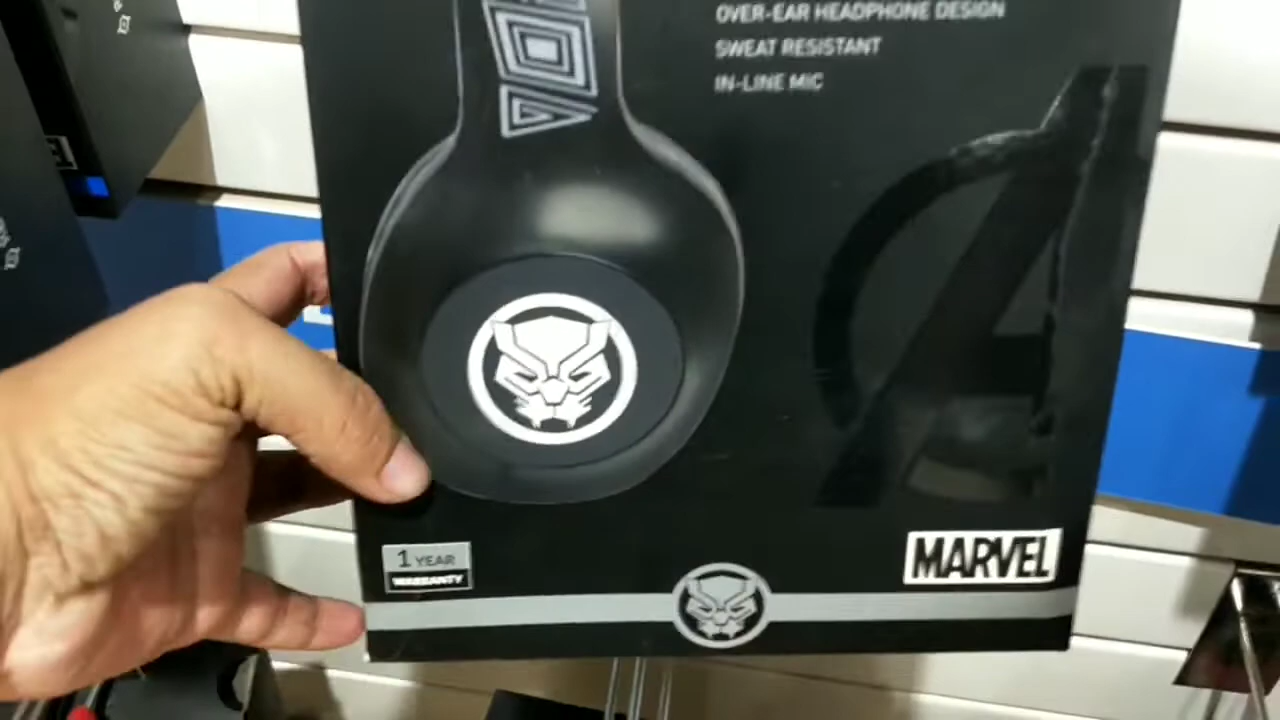 OVER-EAR HEADPHONE DESIGN
SWEAT RESISTANT
IN-LINE MIC
1 YEAR
WARRANTY
MARVEL